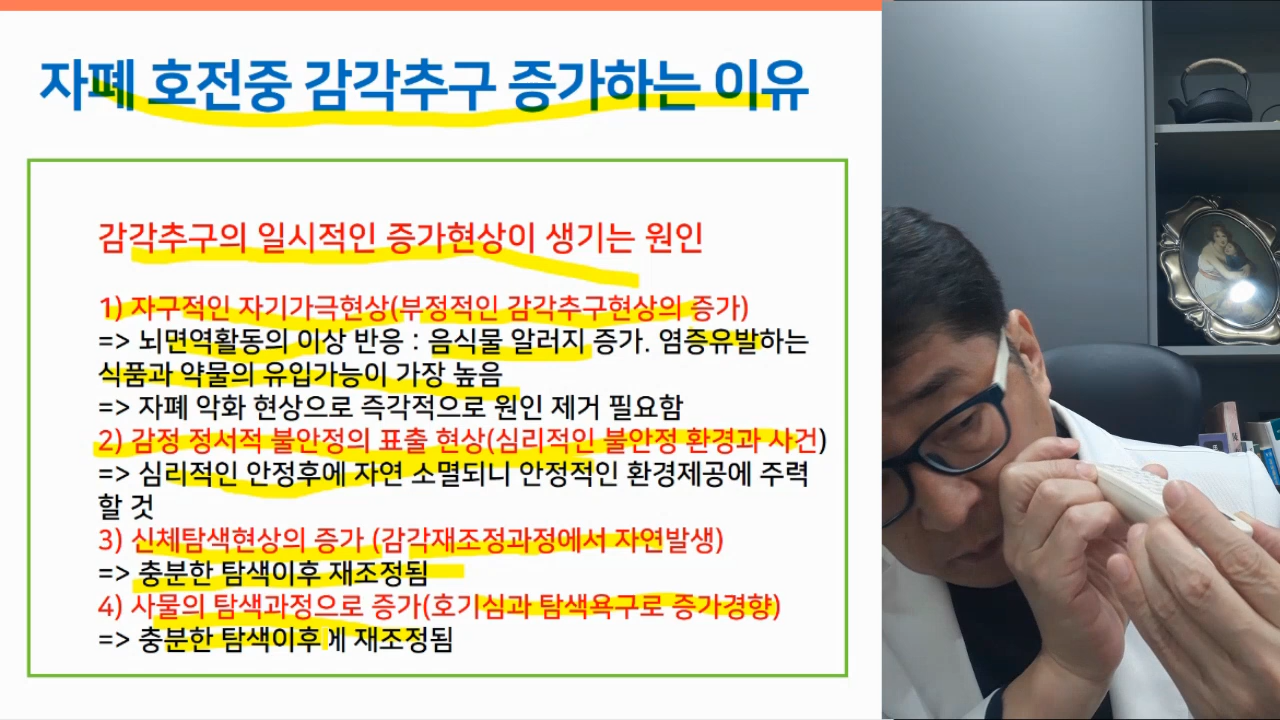 자폐 호전중 감각추구 증가하는 이유
감각추구의 일시적인 증가현상이 생기는 원인
1) 자구적인 자기가극현상(부정적인 감각추구현상의 증가)
=> 뇌면역활동의 이상 반응 : 음식물 알러지 증가. 염증유발하는
식품과 약물의 유입가능이 가장 높음
=> 자폐 악화 현상으로 즉각적으로 원인 제거 필요함
2) 감정 정서적 불안정의 표출 현상(심리적인 불안정 환경과 사건)
=> 심리적인 안정후에 자연 소멸되니 안정적인 환경제공에 주력
할 것
3) 신체탐색현상의 증가 (감각재조정과정에서 자연발생)
=> 충분한 탐색이후 재조정됨
4) 사물의 탐색과정으로 증가(호기심과 탐색욕구로 증가경향)
=> 충분한 탐색이후에 재조정됨